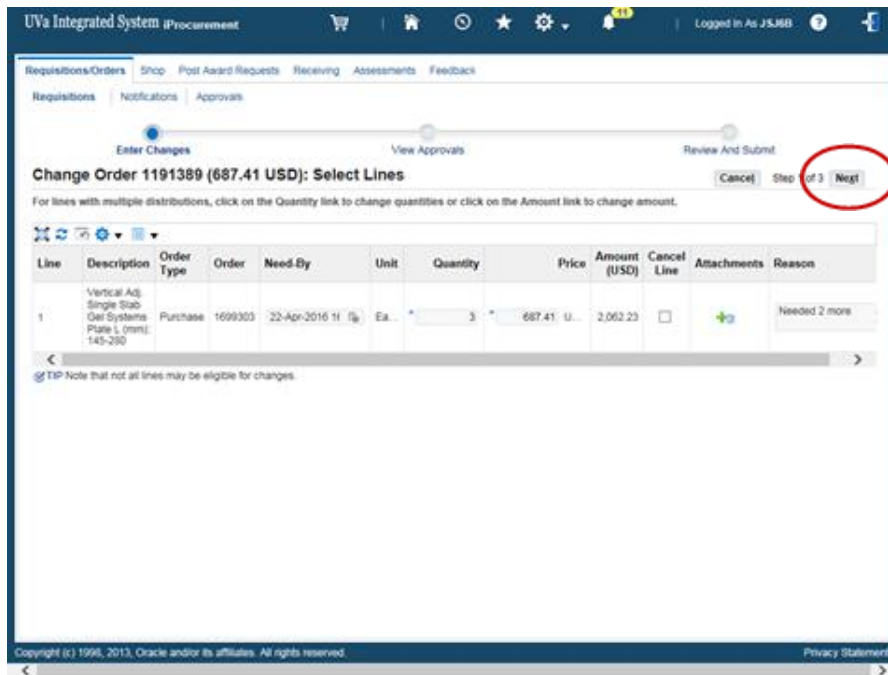 UVa Integrated System iProcurement
11
Logged In As JSJ6B
?
Requisitions/Orders Shop Post Award Requests Receiving Assessments Feedback
Requisitions Notifications Approvals
Enter Changes View Approvals Review And Submit
Change Order 1191389 (687.41 USD): Select Lines
Cancel Step 1 of 3 Next
For lines with multiple distributions, click on the Quantity link to change quantities or click on the Amount link to change amount.
Line Description Order Type Order Need-By Unit Quantity Price Amount (USD) Cancel Line Attachments Reason
1 Vertical Adj. Single Slab Gel Systems Plate L (mm): 145-280 Purchase 1699303 22-Apr-2016 1 Ea... * 3 * 687.41 U... 2,062.23 Needed 2 more
TIP Note that not all lines may be eligible for changes.
Copyright (c) 1998, 2013, Oracle and/or its affiliates. All rights reserved.
Privacy Statement